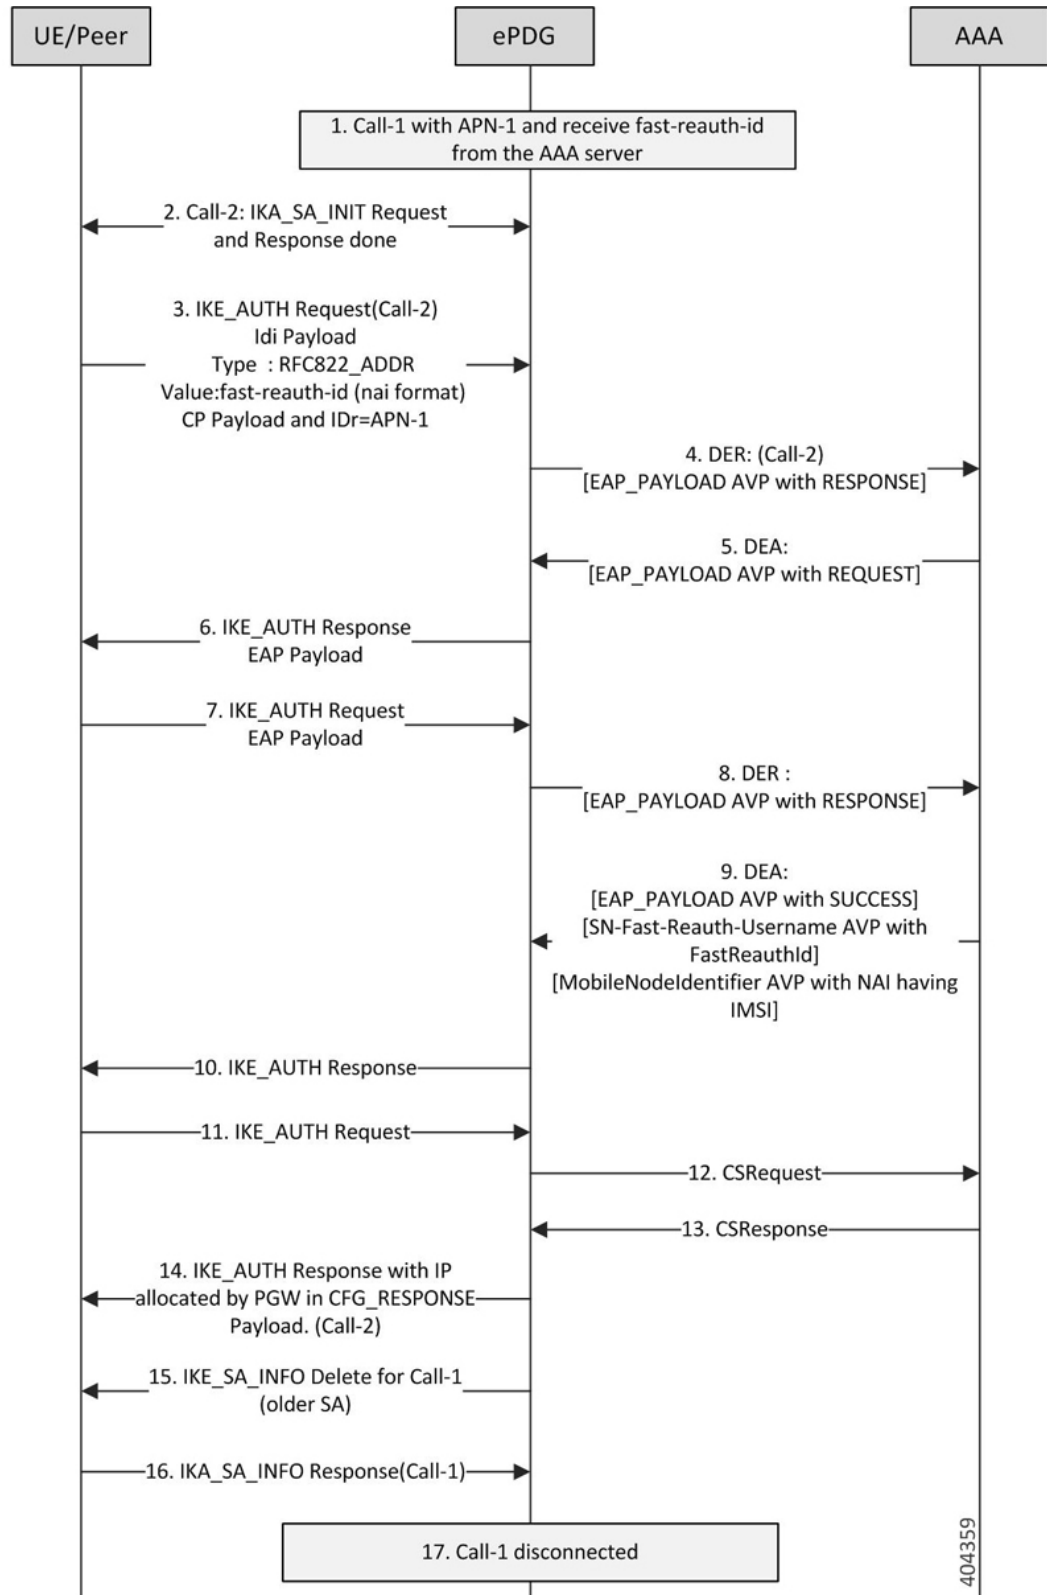 UE/Peer
ePDG
AAA
1. Call-1 with APN-1 and receive fast-reauth-id
from the AAA server
2. Call-2: IKA_SA_INIT Request
and Response done
3. IKE_AUTH Request(Call-2)
Idi Payload
Type : RFC822_ADDR
Value:fast-reauth-id (nai format)
CP Payload and IDr=APN-1
4. DER: (Call-2)
[EAP_PAYLOAD AVP with RESPONSE]
5. DEA:
[EAP_PAYLOAD AVP with REQUEST]
6. IKE_AUTH Response
EAP Payload
7. IKE_AUTH Request
EAP Payload
8. DER :
[EAP_PAYLOAD AVP with RESPONSE]
9. DEA:
[EAP_PAYLOAD AVP with SUCCESS]
[SN-Fast-Reauth-Username AVP with
FastReauthId]
[MobileNodeIdentifier AVP with NAI having
IMSI]
10. IKE_AUTH Response
11. IKE_AUTH Request
12. CSRequest
13. CSResponse
14. IKE_AUTH Response with IP
allocated by PGW in CFG_RESPONSE
Payload. (Call-2)
15. IKE_SA_INFO Delete for Call-1
(older SA)
16. IKA_SA_INFO Response(Call-1)
17. Call-1 disconnected
404359